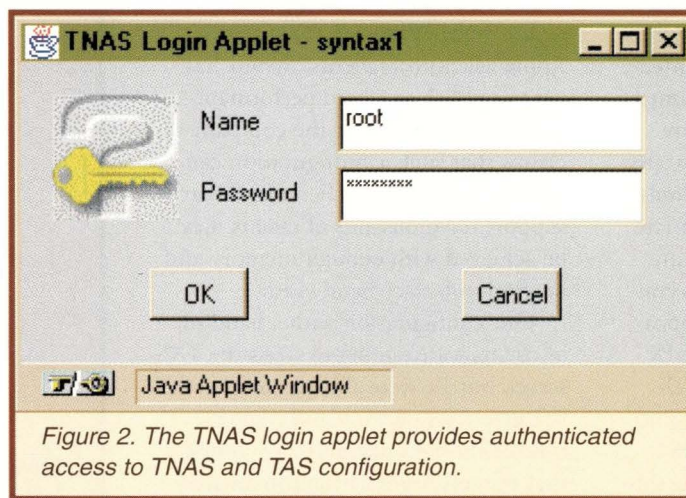 TNAS Login Applet - syntax1
Name
root
Password
xxxxxxxx
OK
Cancel
Java Applet Window
Figure 2. The TNAS login applet provides authenticated
access to TNAS and TAS configuration.